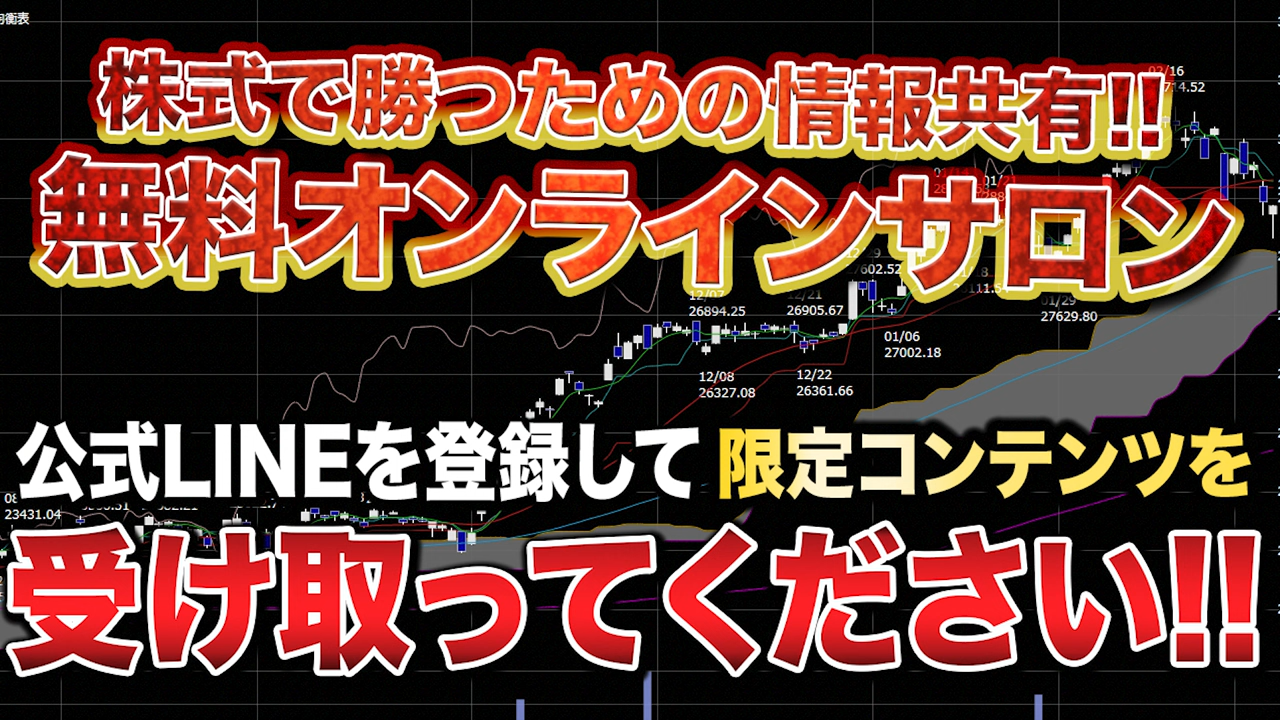 衡表
株式で勝つための情報共有!!
無料オンラインサロン
12/07
26894.25
12/21
26905.67
27602.52
01/29
27629.80
01/06
27002.18
12/08
26327.08
12/22
26361.66
公式LINEを登録して 限定コンテンツを
23431.04
受け取ってください!!